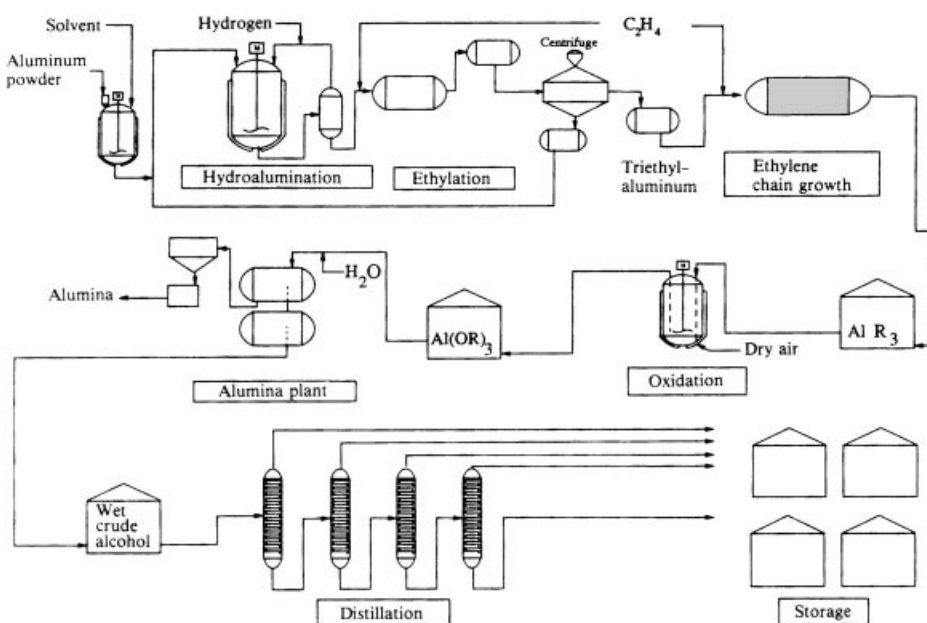 Solvent
Hydrogen
C2H4
Centrifuge
Aluminum
powder
M
M
Hydroalumination
Ethylation
Triethyl-
aluminum
Ethylene
chain growth
Alumina
H2O
Al(OR)3
M
Al R3
Dry air
Alumina plant
Oxidation
Wet
crude
alcohol
Distillation
Storage